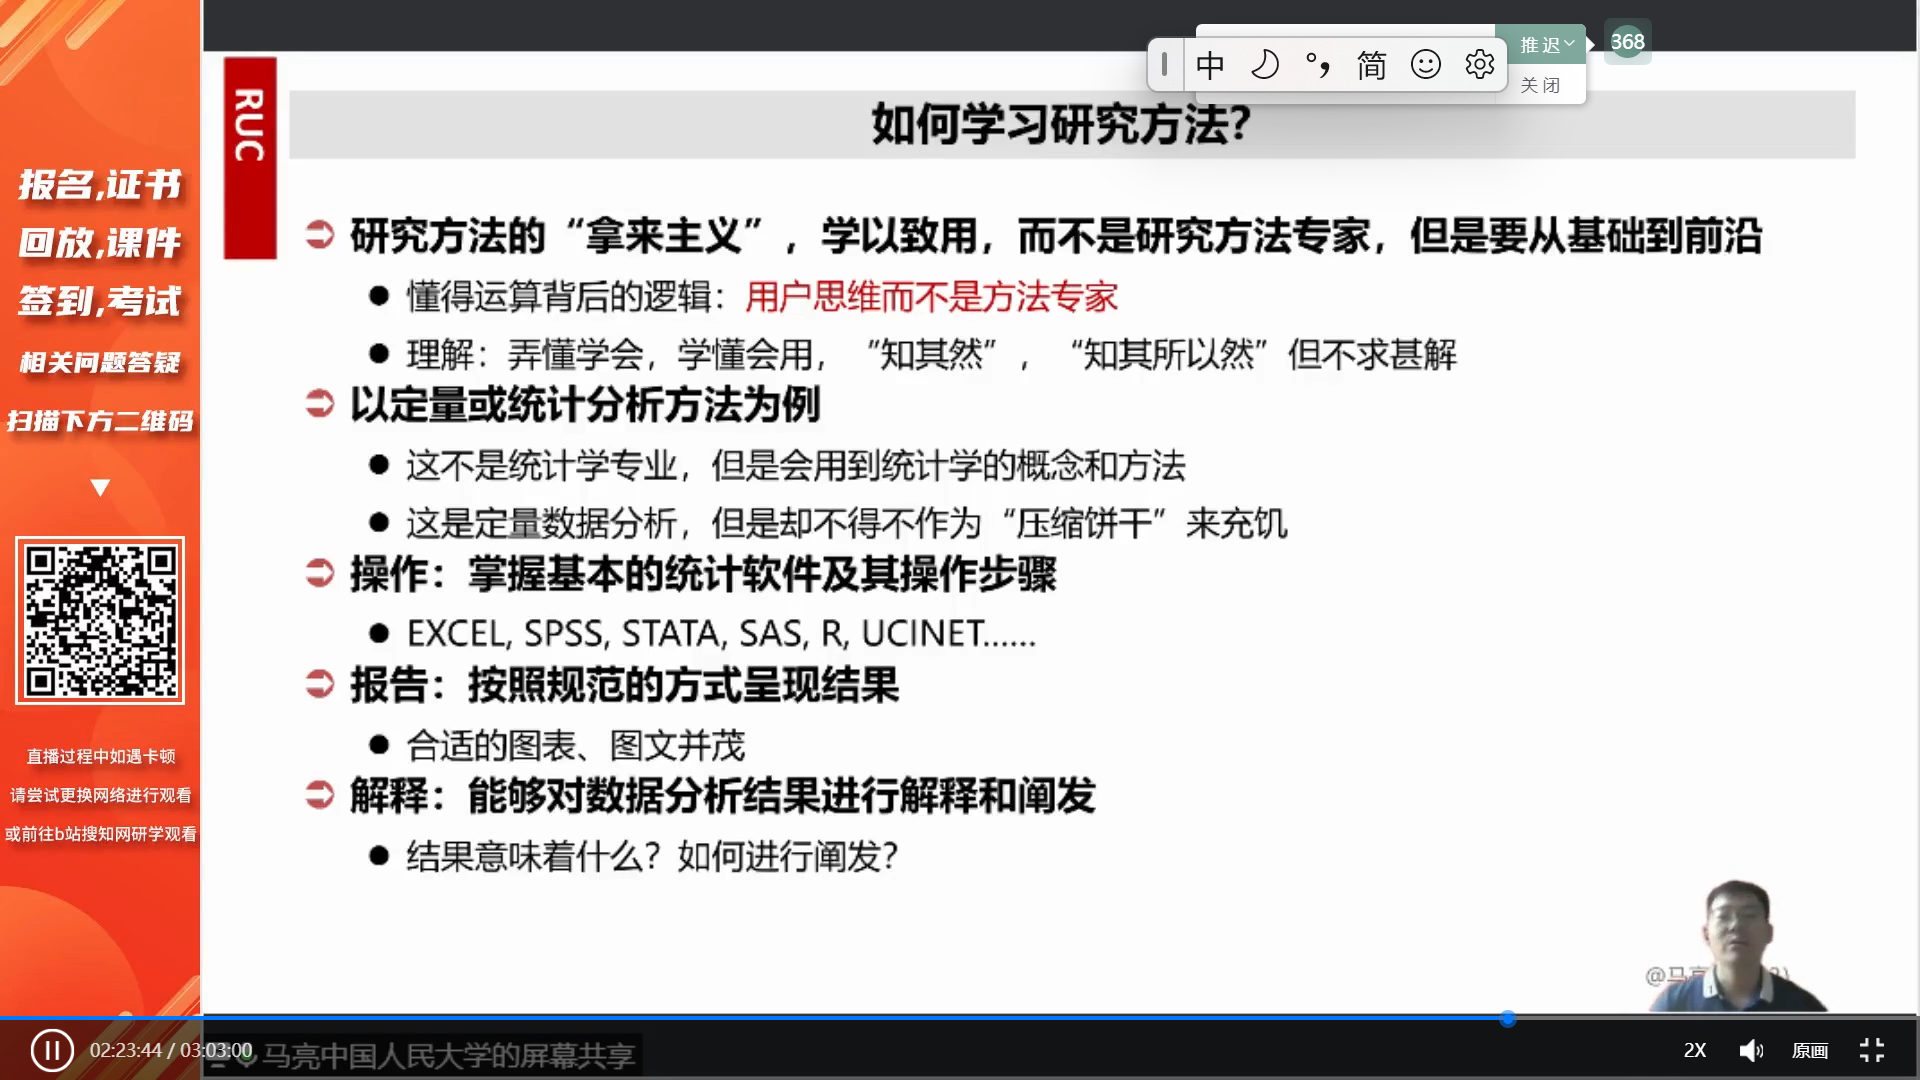 报名,证书
回放,课件
签到,考试
相关问题答疑
扫描下方二维码
直播过程中如遇卡顿
请尝试更换网络进行观看
或前往b站搜知网研学观看
中
简
推迟
关闭
368
RUC
如何学习研究方法？
研究方法的“拿来主义”，学以致用，而不是研究方法专家，但是要从基础到前沿
懂得运算背后的逻辑：用户思维而不是方法专家
理解：弄懂学会，学懂会用，“知其然”，“知其所以然”但不求甚解
以定量或统计分析方法为例
这不是统计学专业，但是会用到统计学的概念和方法
这是定量数据分析，但是却不得不作为“压缩饼干”来充饥
操作：掌握基本的统计软件及其操作步骤
EXCEL, SPSS, STATA, SAS, R, UCINET......
报告：按照规范的方式呈现结果
合适的图表、图文并茂
解释：能够对数据分析结果进行解释和阐发
结果意味着什么？如何进行阐发？
02:23:44 / 03:03:00
马亮中国人民大学的屏幕共享
2X
原画